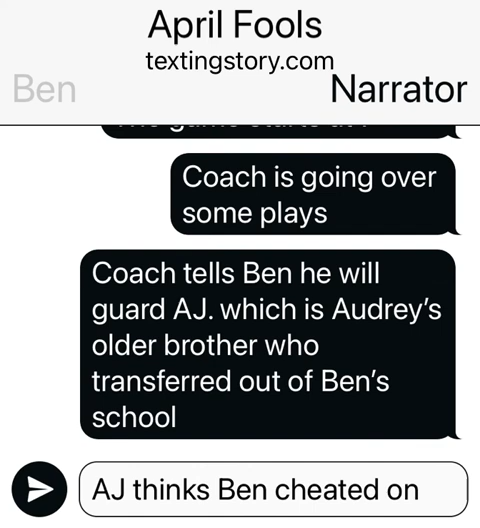 April Fools
textingstory.com
Ben Narrator
Coach is going over
some plays
Coach tells Ben he will
guard AJ. which is Audrey’s
older brother who
transferred out of Ben’s
school
AJ thinks Ben cheated on